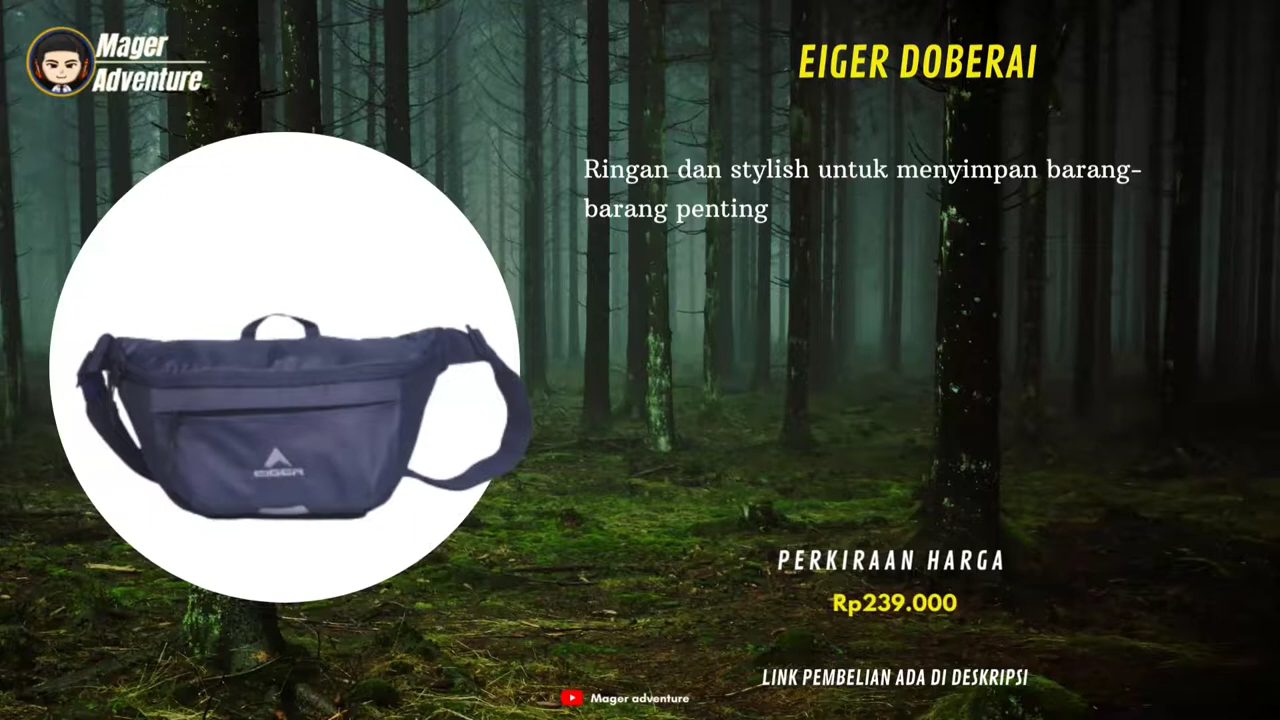 Mager
Adventure
EIGER DOBERAI
Ringan dan stylish untuk menyimpan barang-
barang penting
EIGER
PERKIRAAN HARGA
Rp239.000
LINK PEMBELIAN ADA DI DESKRIPSI
Mager adventure